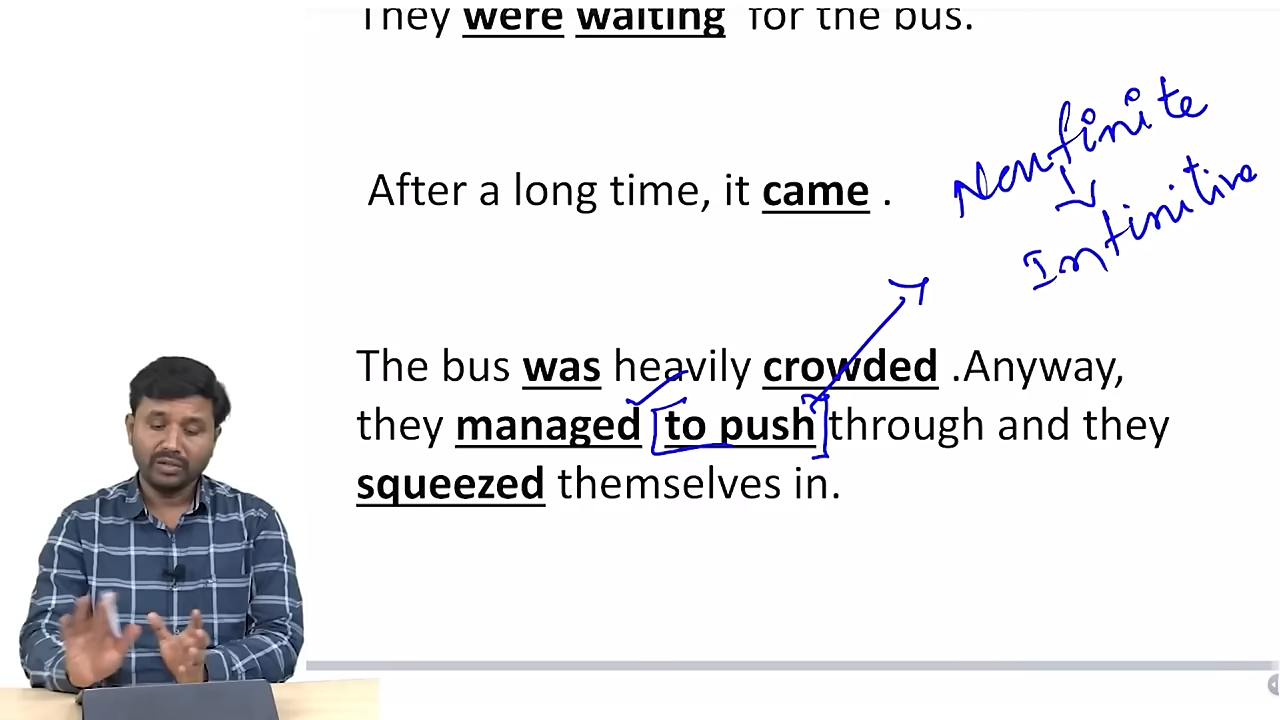 They were waiting for the bus.
After a long time, it came .
Nonfinite
Infinitive
The bus was heavily crowded .Anyway,
they managed [to push] through and they
squeezed themselves in.